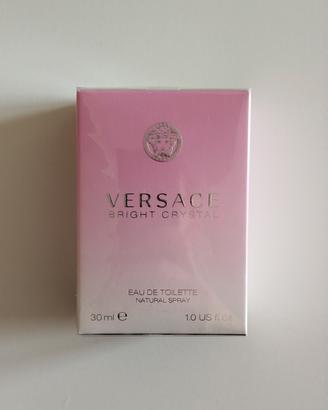 VERSACE
BRIGHT CRYSTAL
EAU DE TOILETTE
NATURAL SPRAY
30 ml ℮ 1.0 US fl.oz